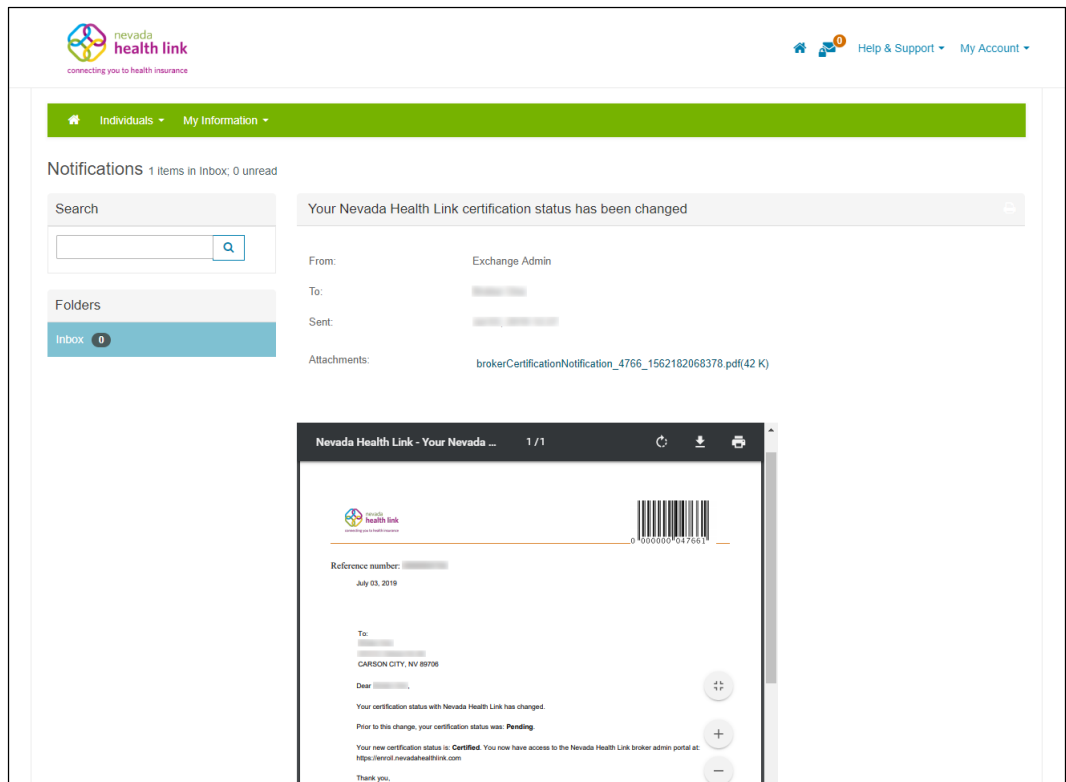 nevada
health link
connecting you to health insurance
0
Help & Support
My Account
Individuals
My Information
Notifications 1 items in Inbox; 0 unread
Search
Folders
Inbox 0
Your Nevada Health Link certification status has been changed
From: Exchange Admin
To:
Sent:
Attachments: brokerCertificationNotification_4766_1562182068378.pdf(42 K)
Nevada Health Link - Your Nevada ... 1 / 1
nevada
health link
connecting you to health insurance
0 000000 047661
Reference number:
July 03, 2019
To:
CARSON CITY, NV 89706
Dear ,
Your certification status with Nevada Health Link has changed.
Prior to this change, your certification status was: Pending.
Your new certification status is: Certified. You now have access to the Nevada Health Link broker admin portal at:
https://enroll.nevadahealthlink.com
Thank you,